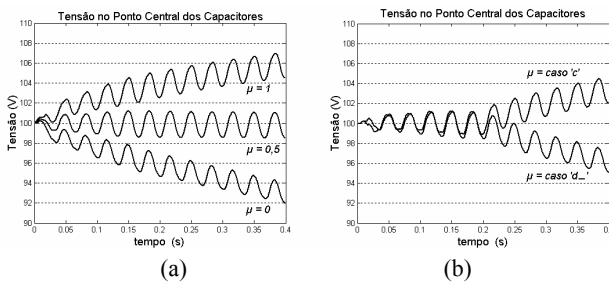 Tensão no Ponto Central dos Capacitores
Tensão (V)
110
108
106
104
102
100
98
96
94
92
90
μ = 1
μ = 0,5
μ = 0
0 0.05 0.1 0.15 0.2 0.25 0.3 0.35 0.4
tempo (s)
(a)
Tensão no Ponto Central dos Capacitores
Tensão (V)
110
108
106
104
102
100
98
96
94
92
90
μ = caso 'c'
μ = caso 'd_'
0 0.05 0.1 0.15 0.2 0.25 0.3 0.35 0.4
tempo (s)
(b)